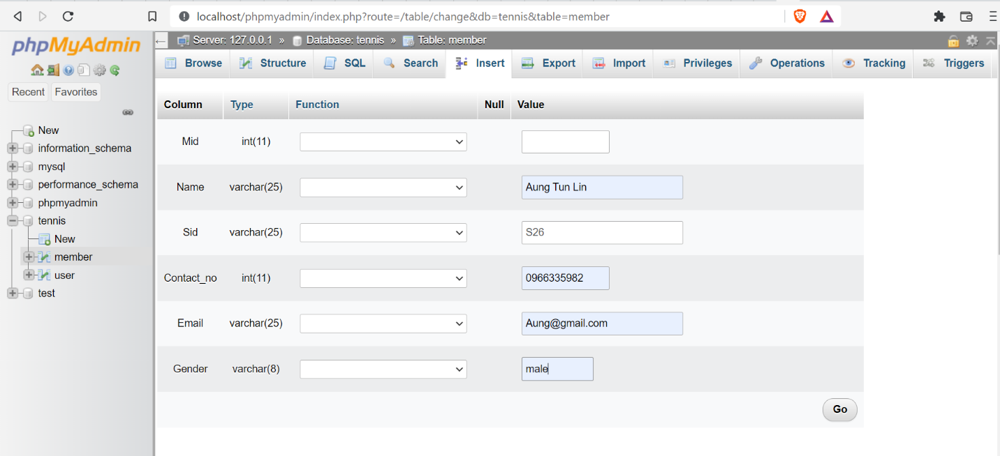 localhost/phpmyadmin/index.php?route=/table/change&db=tennis&table=member
phpMyAdmin
Recent Favorites
New
information_schema
mysql
performance_schema
phpmyadmin
tennis
New
member
user
test
Server: 127.0.0.1 » Database: tennis » Table: member
Browse Structure SQL Search Insert Export Import Privileges Operations Tracking Triggers
Column Type Function Null Value
Mid int(11)
Name varchar(25) Aung Tun Lin
Sid varchar(25) S26
Contact_no int(11) 0966335982
Email varchar(25) Aung@gmail.com
Gender varchar(8) male
Go